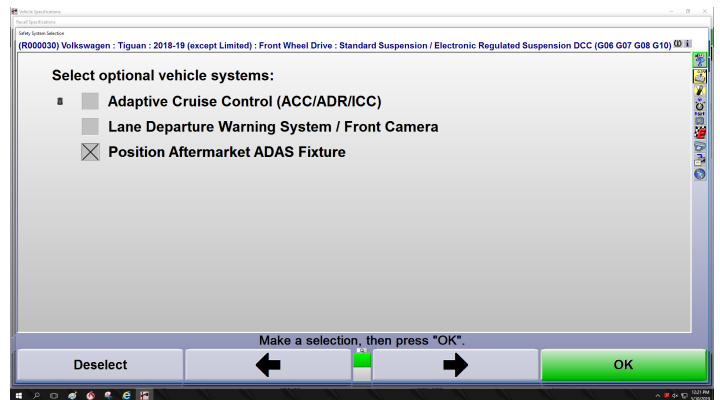 Vehicle Specifications
Recall Specifications
Safety System Selection
(R000030) Volkswagen : Tiguan : 2018-19 (except Limited) : Front Wheel Drive : Standard Suspension / Electronic Regulated Suspension DCC (G06 G07 G08 G10)
Select optional vehicle systems:
Adaptive Cruise Control (ACC/ADR/ICC)
Lane Departure Warning System / Front Camera
Position Aftermarket ADAS Fixture
Make a selection, then press "OK".
Deselect
OK
12:21 PM